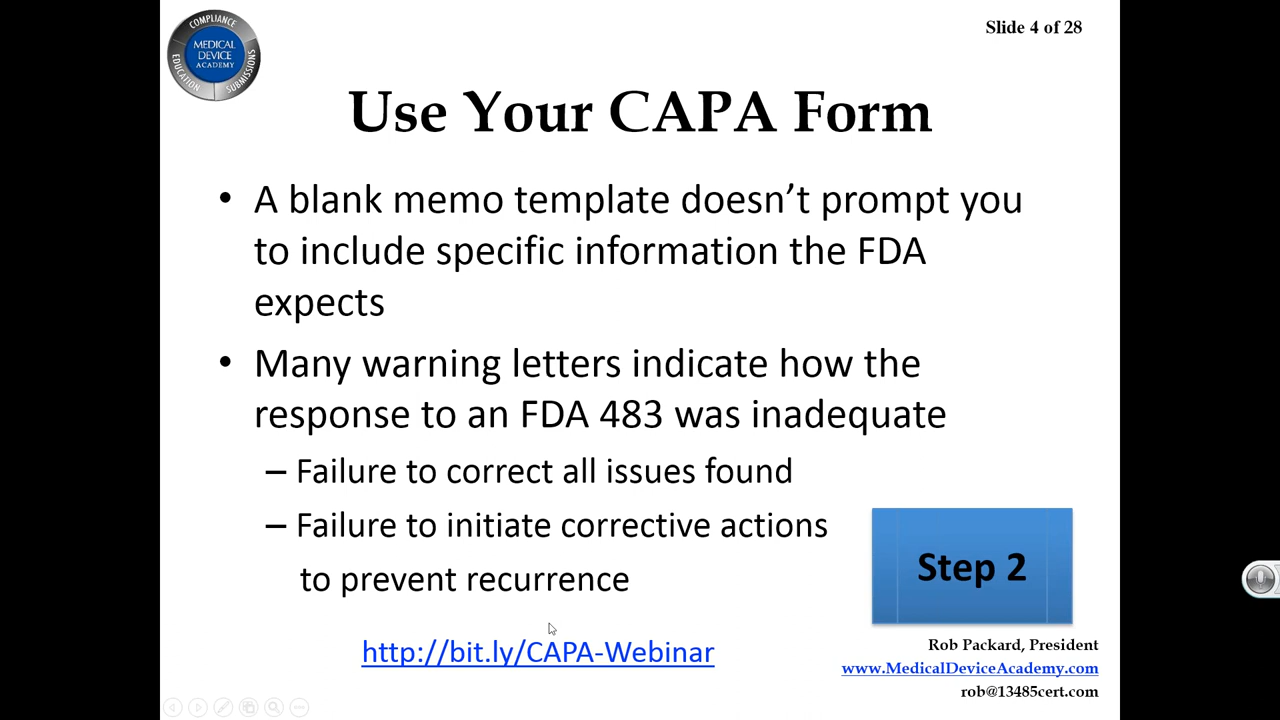 COMPLIANCE
MEDICAL
DEVICE
ACADEMY
EDUCATION
SUBMISSIONS
Slide 4 of 28
Use Your CAPA Form
• A blank memo template doesn’t prompt you
to include specific information the FDA
expects
• Many warning letters indicate how the
response to an FDA 483 was inadequate
– Failure to correct all issues found
– Failure to initiate corrective actions
to prevent recurrence
Step 2
http://bit.ly/CAPA-Webinar
Rob Packard, President
www.MedicalDeviceAcademy.com
rob@13485cert.com